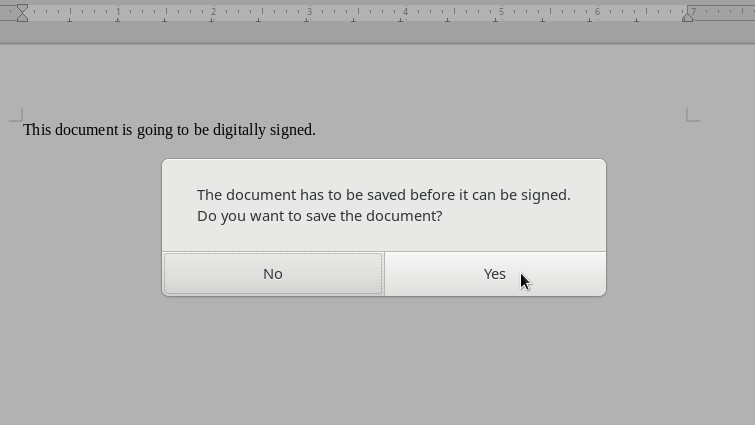 1 2 3 4 5 6 7
This document is going to be digitally signed.
The document has to be saved before it can be signed.
Do you want to save the document?
No Yes